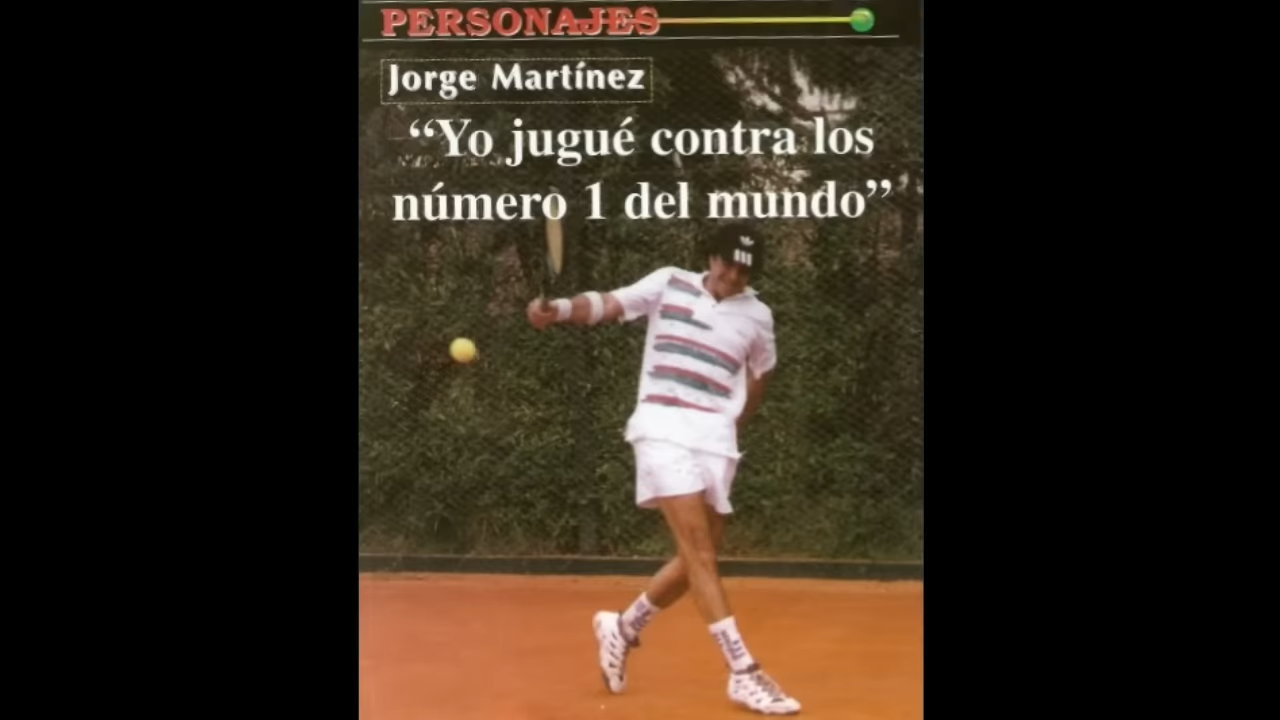 PERSONAJES
Jorge Martínez
“Yo jugué contra los
número 1 del mundo”